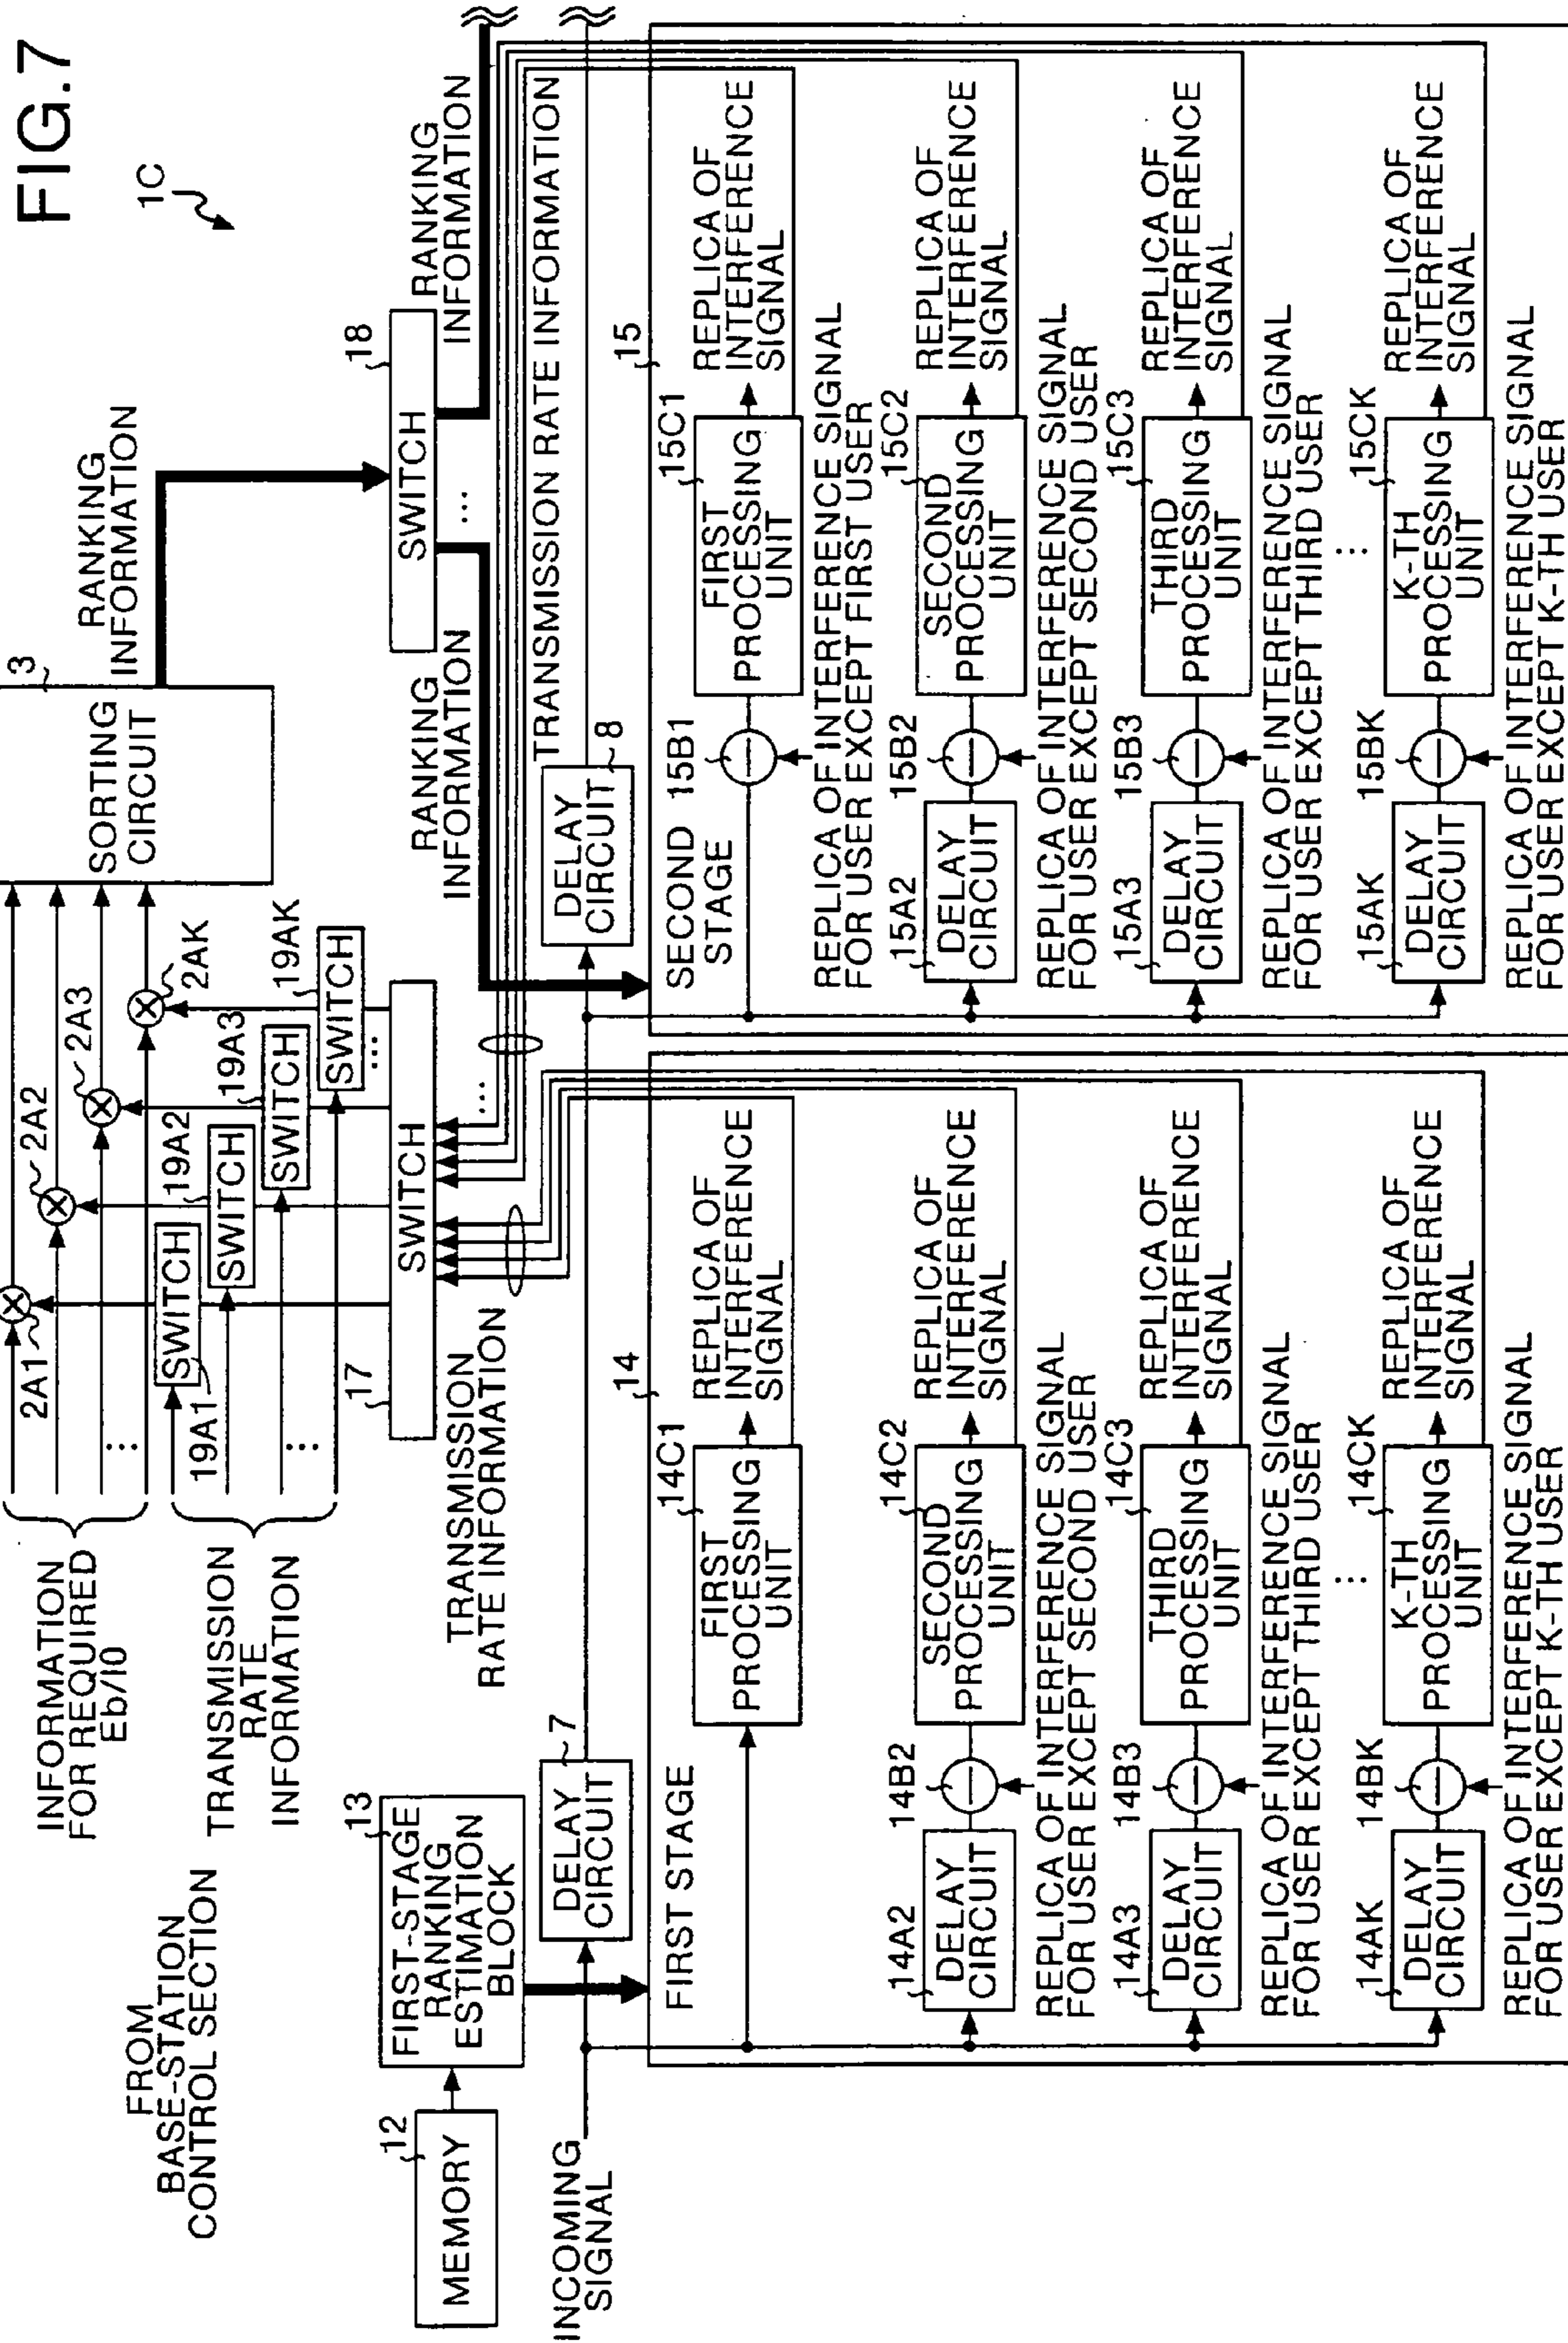 FIG.7
1C
FROM
BASE-STATION
CONTROL SECTION
INFORMATION
FOR REQUIRED
Eb/I0
TRANSMISSION
RATE
INFORMATION
2A1
2A2
2A3
2AK
...
...
19A1
SWITCH
19A2
SWITCH
19A3
SWITCH
19AK
SWITCH
...
3
SORTING
CIRCUIT
RANKING
INFORMATION
12
MEMORY
13
FIRST-STAGE
RANKING
ESTIMATION
BLOCK
17
SWITCH
TRANSMISSION
RATE INFORMATION
...
18
SWITCH
...
RANKING
INFORMATION
RANKING
INFORMATION
TRANSMISSION RATE INFORMATION
INCOMING
SIGNAL
7
DELAY
CIRCUIT
8
DELAY
CIRCUIT
14
FIRST STAGE
14C1
FIRST
PROCESSING
UNIT
REPLICA OF
INTERFERENCE
SIGNAL
14A2
DELAY
CIRCUIT
14B2
14C2
SECOND
PROCESSING
UNIT
REPLICA OF
INTERFERENCE
SIGNAL
REPLICA OF INTERFERENCE SIGNAL
FOR USER EXCEPT SECOND USER
14A3
DELAY
CIRCUIT
14B3
14C3
THIRD
PROCESSING
UNIT
REPLICA OF
INTERFERENCE
SIGNAL
REPLICA OF INTERFERENCE SIGNAL
FOR USER EXCEPT THIRD USER
...
14AK
DELAY
CIRCUIT
14BK
14CK
K-TH
PROCESSING
UNIT
REPLICA OF
INTERFERENCE
SIGNAL
REPLICA OF INTERFERENCE SIGNAL
FOR USER EXCEPT K-TH USER
15
SECOND
STAGE
15B1
15C1
FIRST
PROCESSING
UNIT
REPLICA OF
INTERFERENCE
SIGNAL
REPLICA OF INTERFERENCE SIGNAL
FOR USER EXCEPT FIRST USER
15A2
DELAY
CIRCUIT
15B2
15C2
SECOND
PROCESSING
UNIT
REPLICA OF
INTERFERENCE
SIGNAL
REPLICA OF INTERFERENCE SIGNAL
FOR USER EXCEPT SECOND USER
15A3
DELAY
CIRCUIT
15B3
15C3
THIRD
PROCESSING
UNIT
REPLICA OF
INTERFERENCE
SIGNAL
REPLICA OF INTERFERENCE SIGNAL
FOR USER EXCEPT THIRD USER
...
15AK
DELAY
CIRCUIT
15BK
15CK
K-TH
PROCESSING
UNIT
REPLICA OF
INTERFERENCE
SIGNAL
REPLICA OF INTERFERENCE SIGNAL
FOR USER EXCEPT K-TH USER